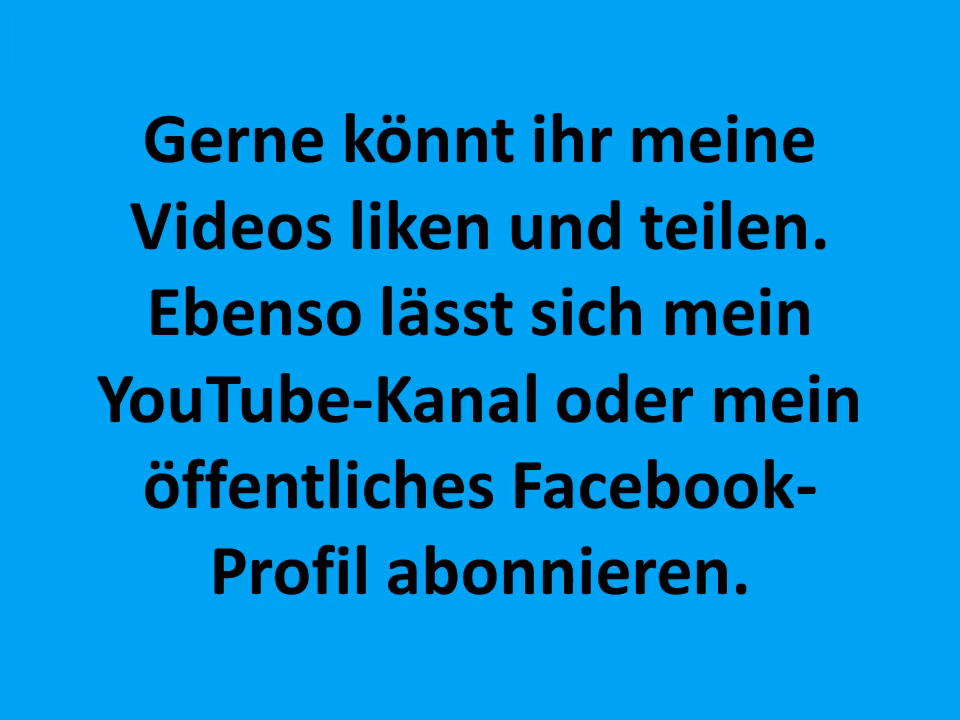 Gerne könnt ihr meine
Videos liken und teilen.
Ebenso lässt sich mein
YouTube-Kanal oder mein
öffentliches Facebook-
Profil abonnieren.